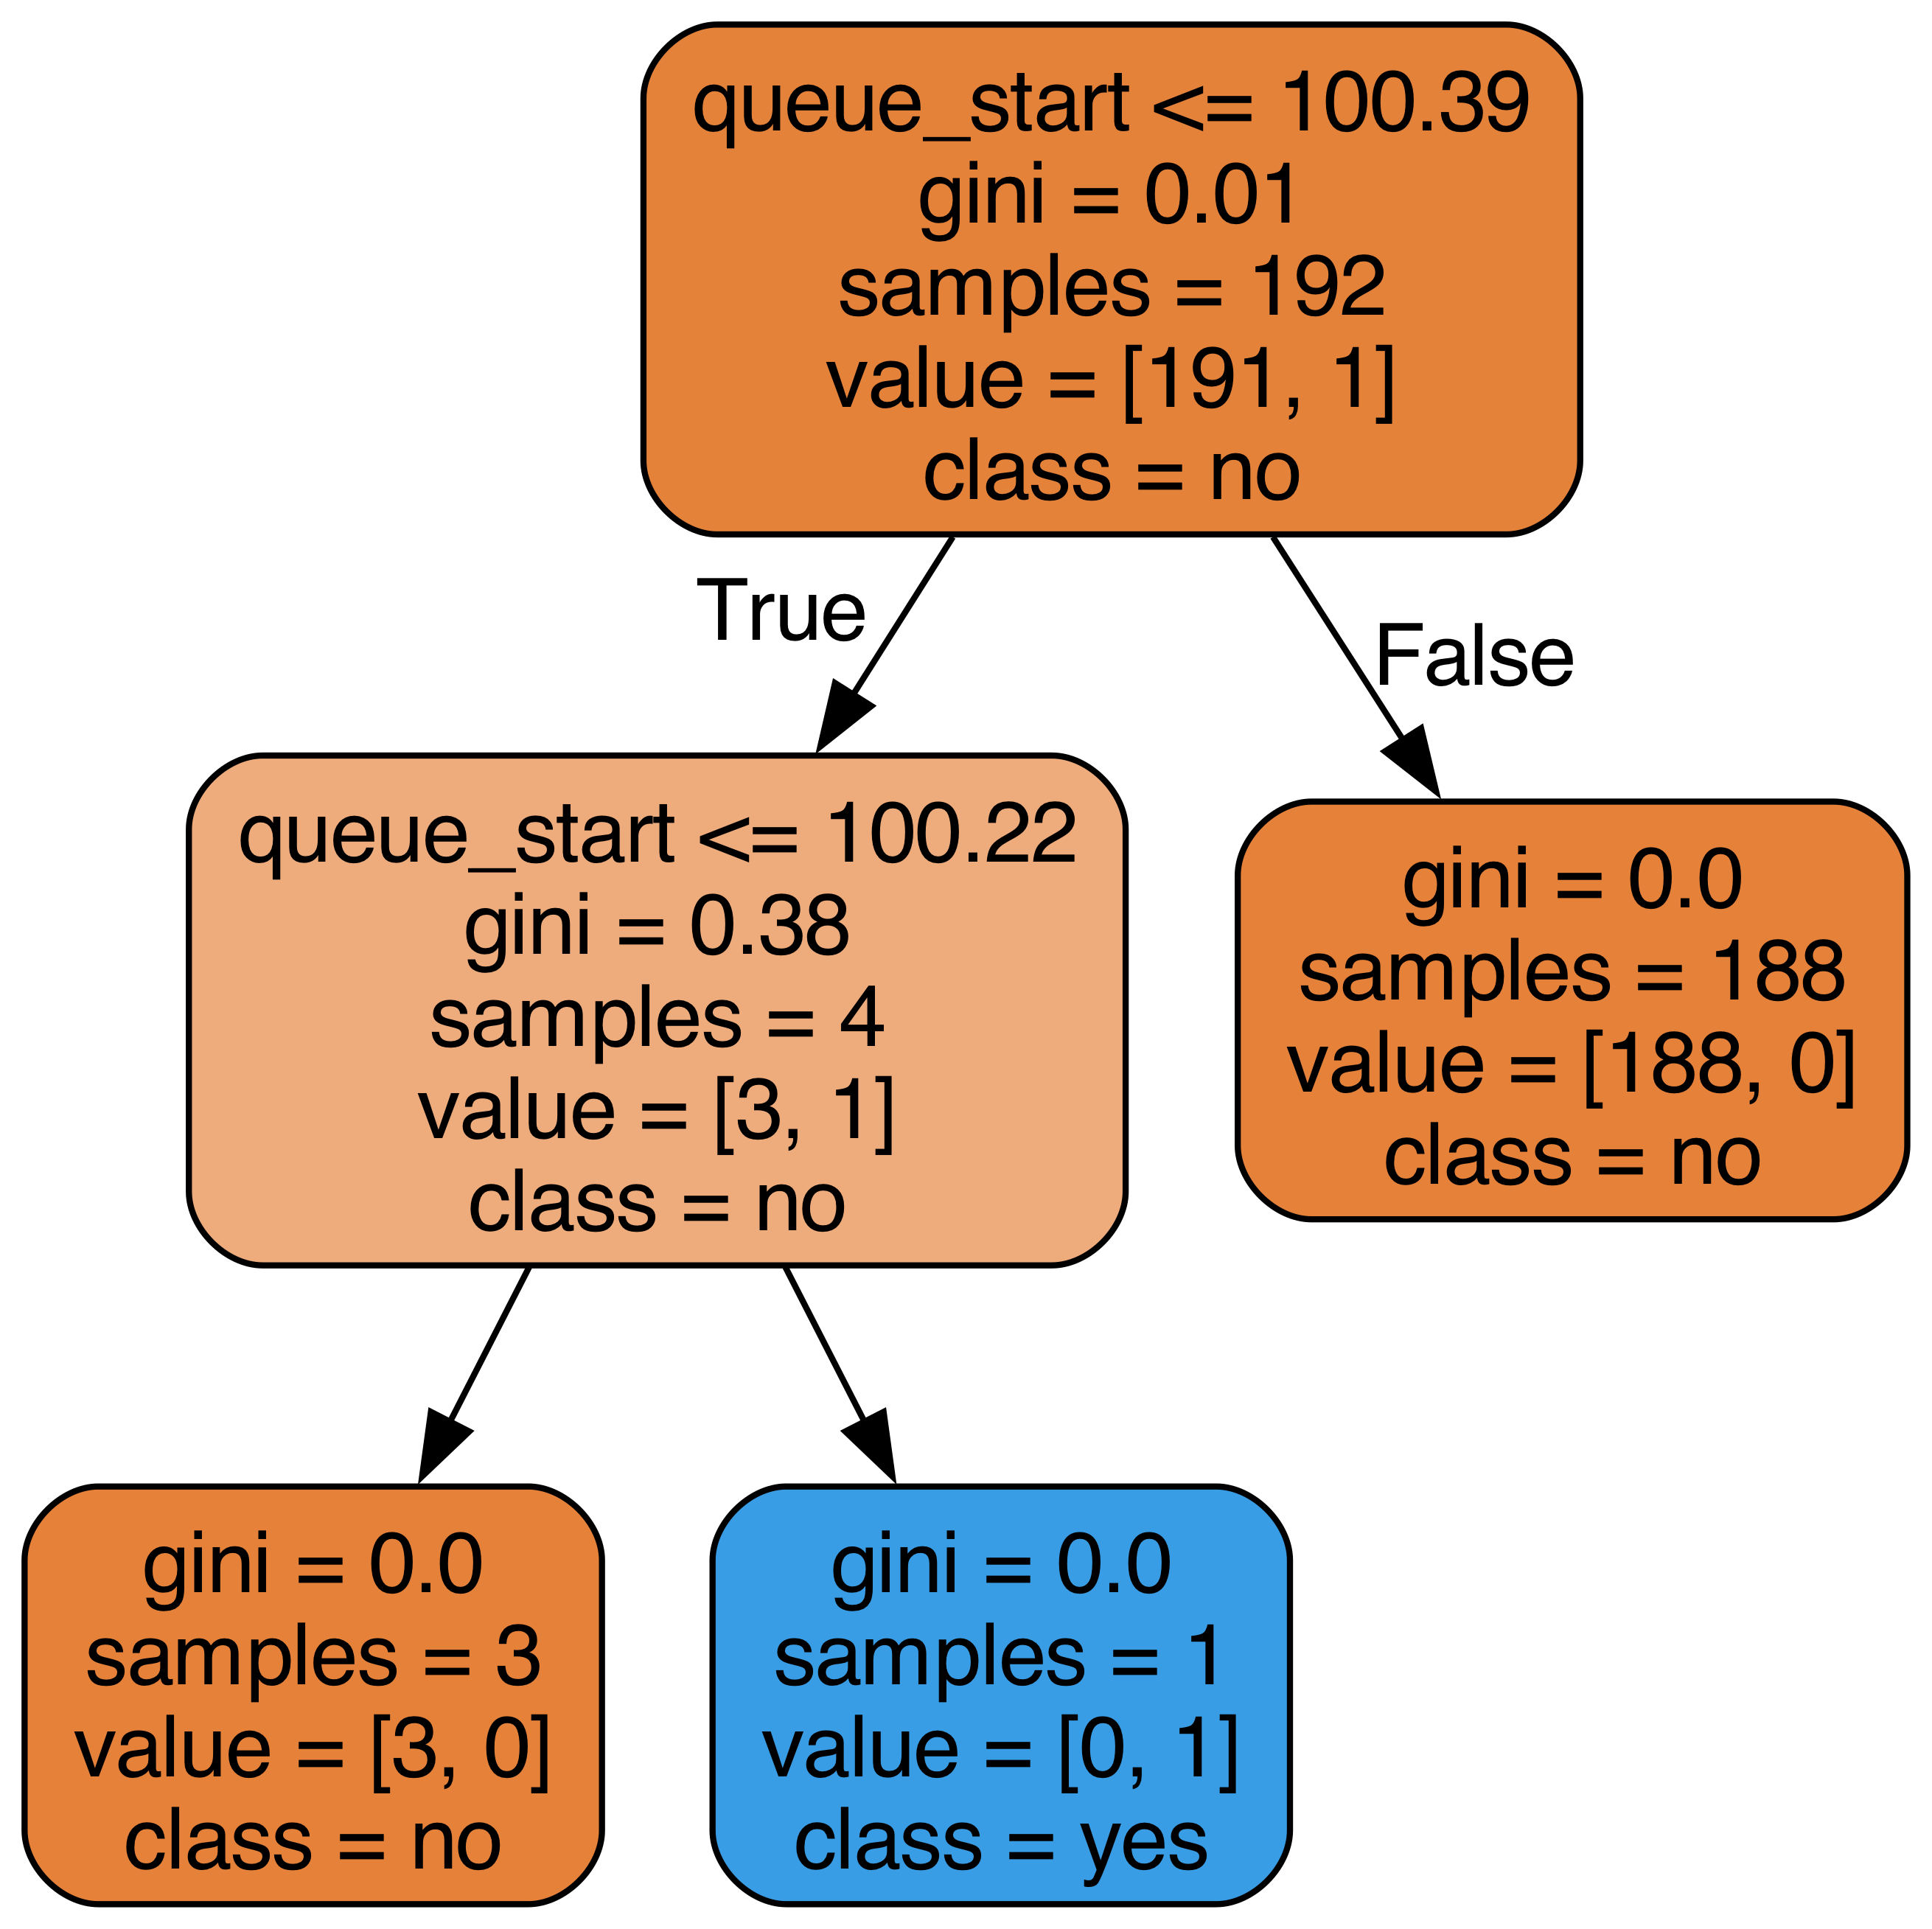 queue_start <= 100.39
gini = 0.01
samples = 192
value = [191, 1]
class = no
True
False
queue_start <= 100.22
gini = 0.38
samples = 4
value = [3, 1]
class = no
gini = 0.0
samples = 188
value = [188, 0]
class = no
gini = 0.0
samples = 3
value = [3, 0]
class = no
gini = 0.0
samples = 1
value = [0, 1]
class = yes